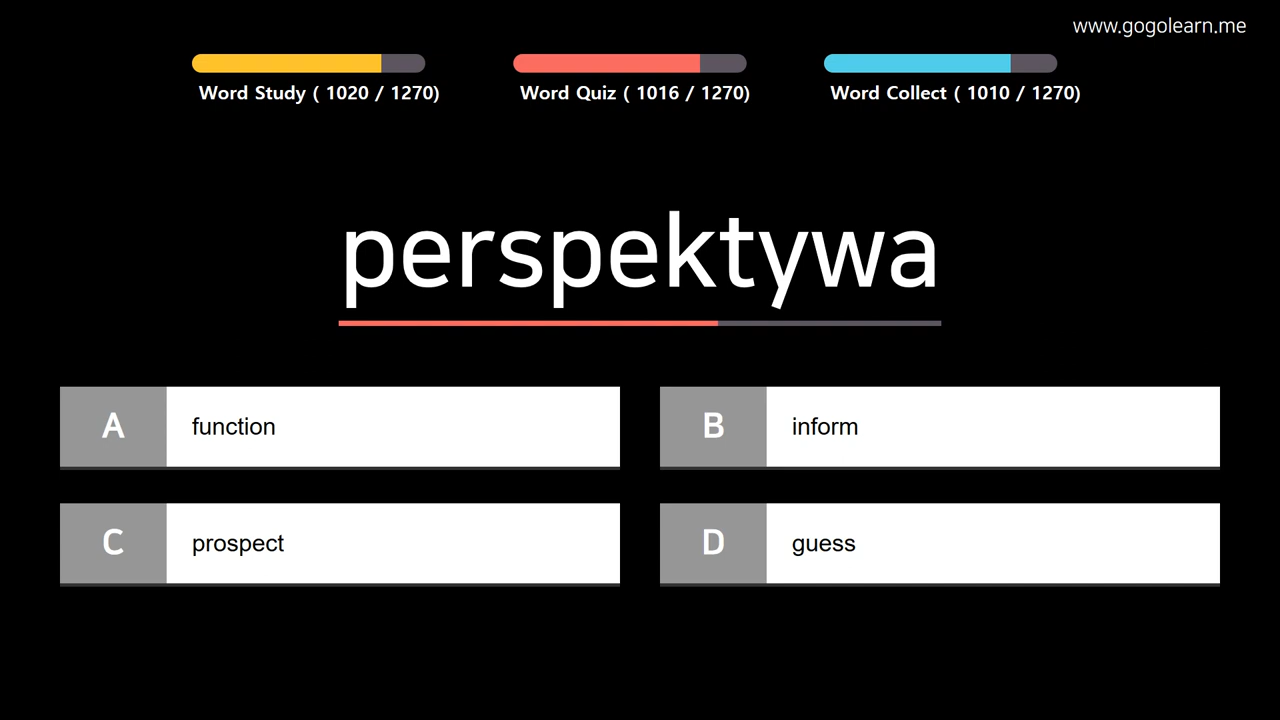 www.gogolearn.me
Word Study ( 1020 / 1270)
Word Quiz ( 1016 / 1270)
Word Collect ( 1010 / 1270)
perspektywa
A function
B inform
C prospect
D guess